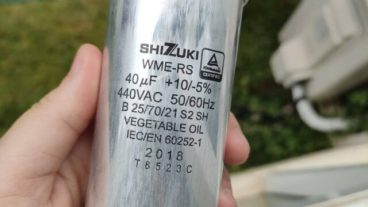 SHIZUKI
WME-RS
40μF +10/-5%
440VAC 50/60Hz
B 25/70/21 S2 SH
VEGETABLE OIL
IEC/EN 60252-1
2018
T8523C